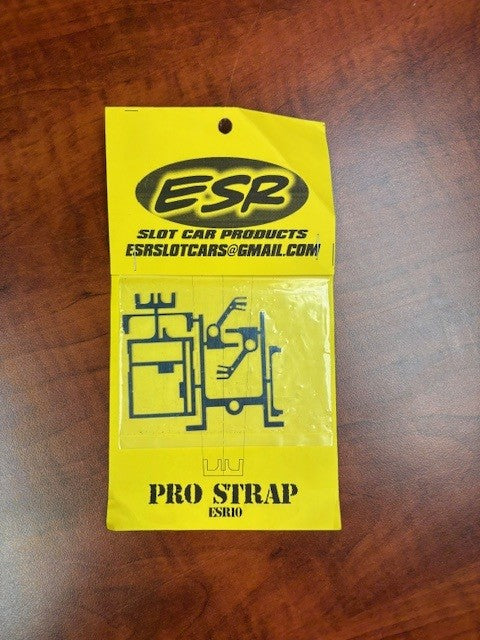 ESR
SLOT CAR PRODUCTS
ESRSLOTCARS@GMAIL.COM
PRO STRAP
ESR10